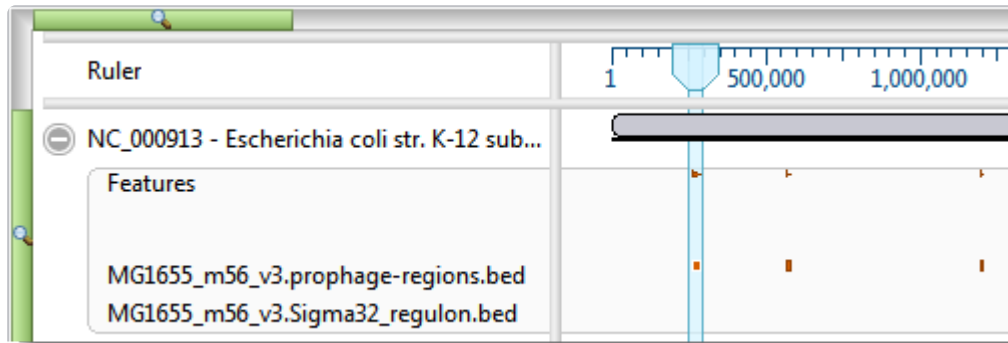 Ruler
1 500,000 1,000,000
NC_000913 - Escherichia coli str. K-12 sub...
Features
MG1655_m56_v3.prophage-regions.bed
MG1655_m56_v3.Sigma32_regulon.bed